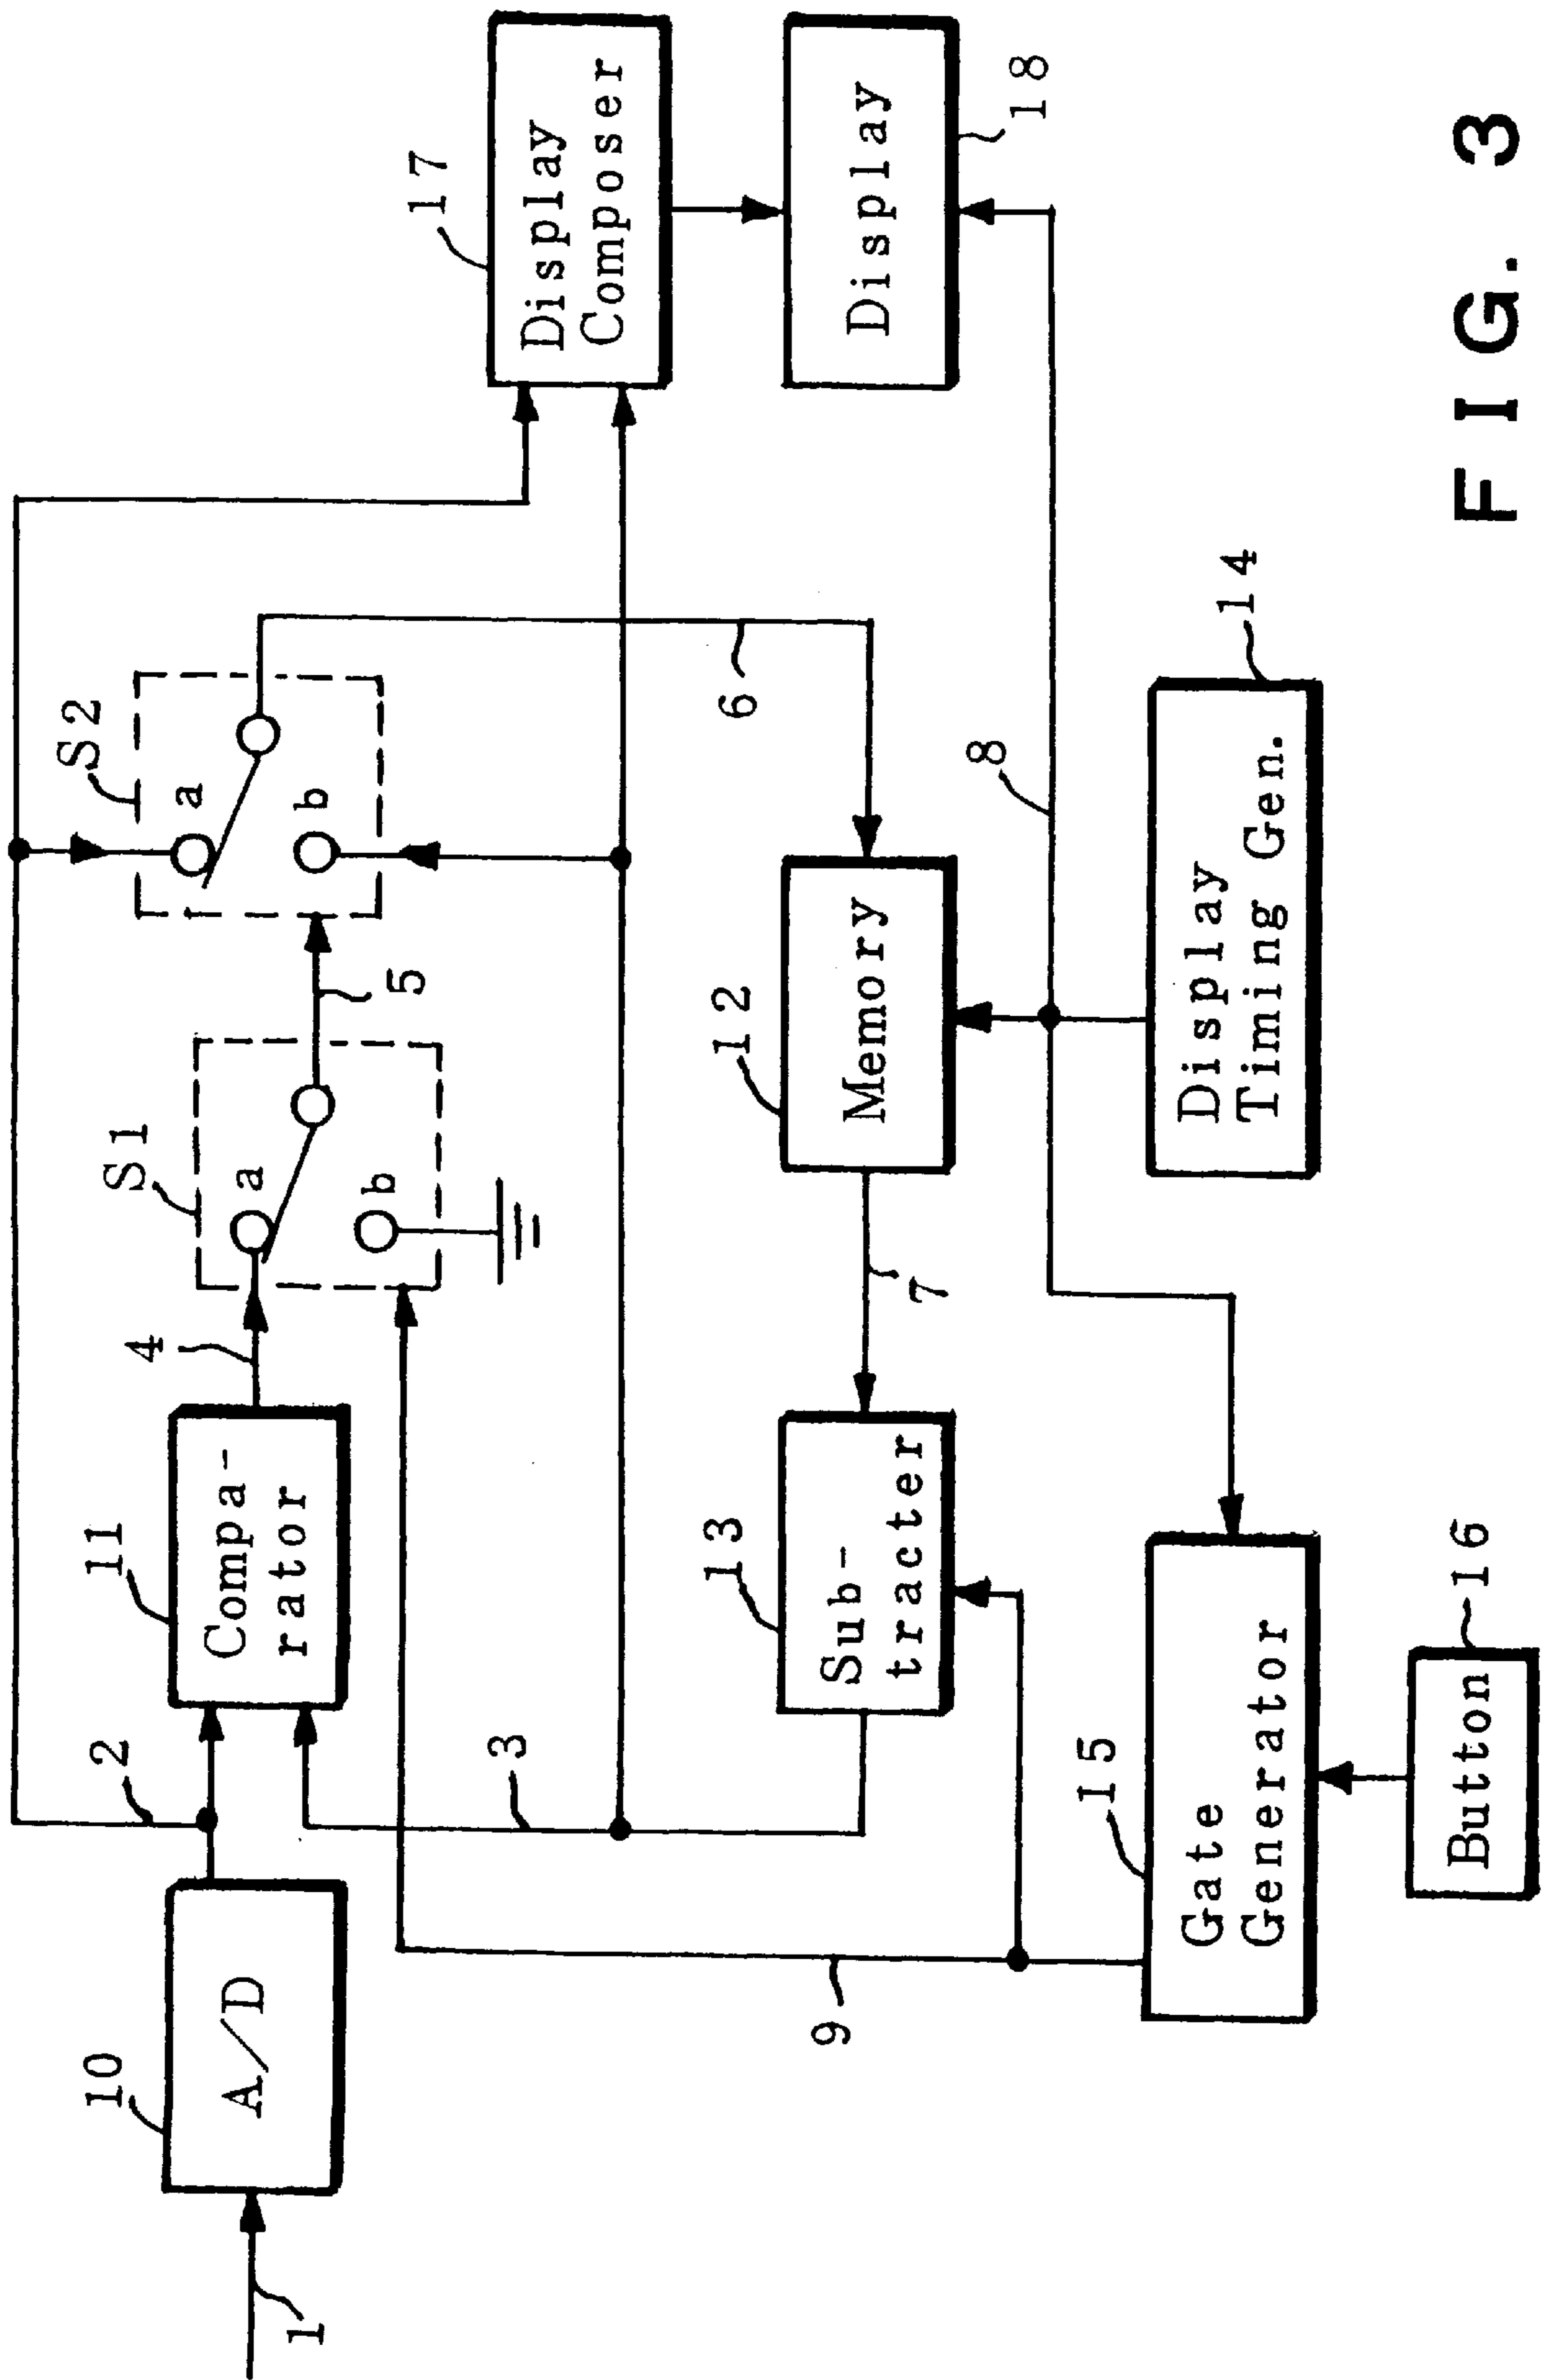 1
10
A/D
2
11
Compa-
rator
4
S1
a
b
5
S2
a
b
17
Display
Composer
3
9
13
Sub-
tracter
7
12
Memory
6
Display
18
8
15
Gate
Generator
Button
16
Display
Timing Gen.
14
FIG. 3